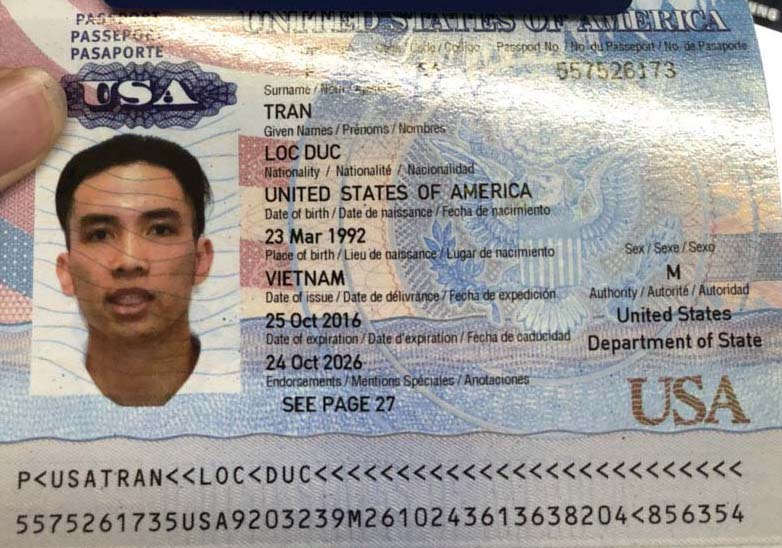 UNITED STATES OF AMERICA
PASSPORT
PASSEPORT
PASAPORTE
USA
Code / Código Passport No. / No. du Passeport / No. de Pasaporte
557526173
Surname /
TRAN
Given Names / Prénoms / Nombres
LOC DUC
Nationality / Nationalité / Nacionalidad
UNITED STATES OF AMERICA
Date of birth / Date de naissance / Fecha de nacimiento
23 Mar 1992
Place of birth / Lieu de naissance / Lugar de nacimiento
Sex / Sexe / Sexo
VIETNAM
M
Date of issue / Date de délivrance / Fecha de expedición
Authority / Autorité / Autoridad
25 Oct 2016
United States
Date of expiration / Date d'expiration / Fecha de caducidad
Department of State
24 Oct 2026
Endorsements / Mentions Spéciales / Anotaciones
SEE PAGE 27
USA
P<USATRAN<<LOC<DUC<<<<<<<<<<<<<<<<<<<<<<<<<<
5575261735USA9203239M2610243613638204<856354